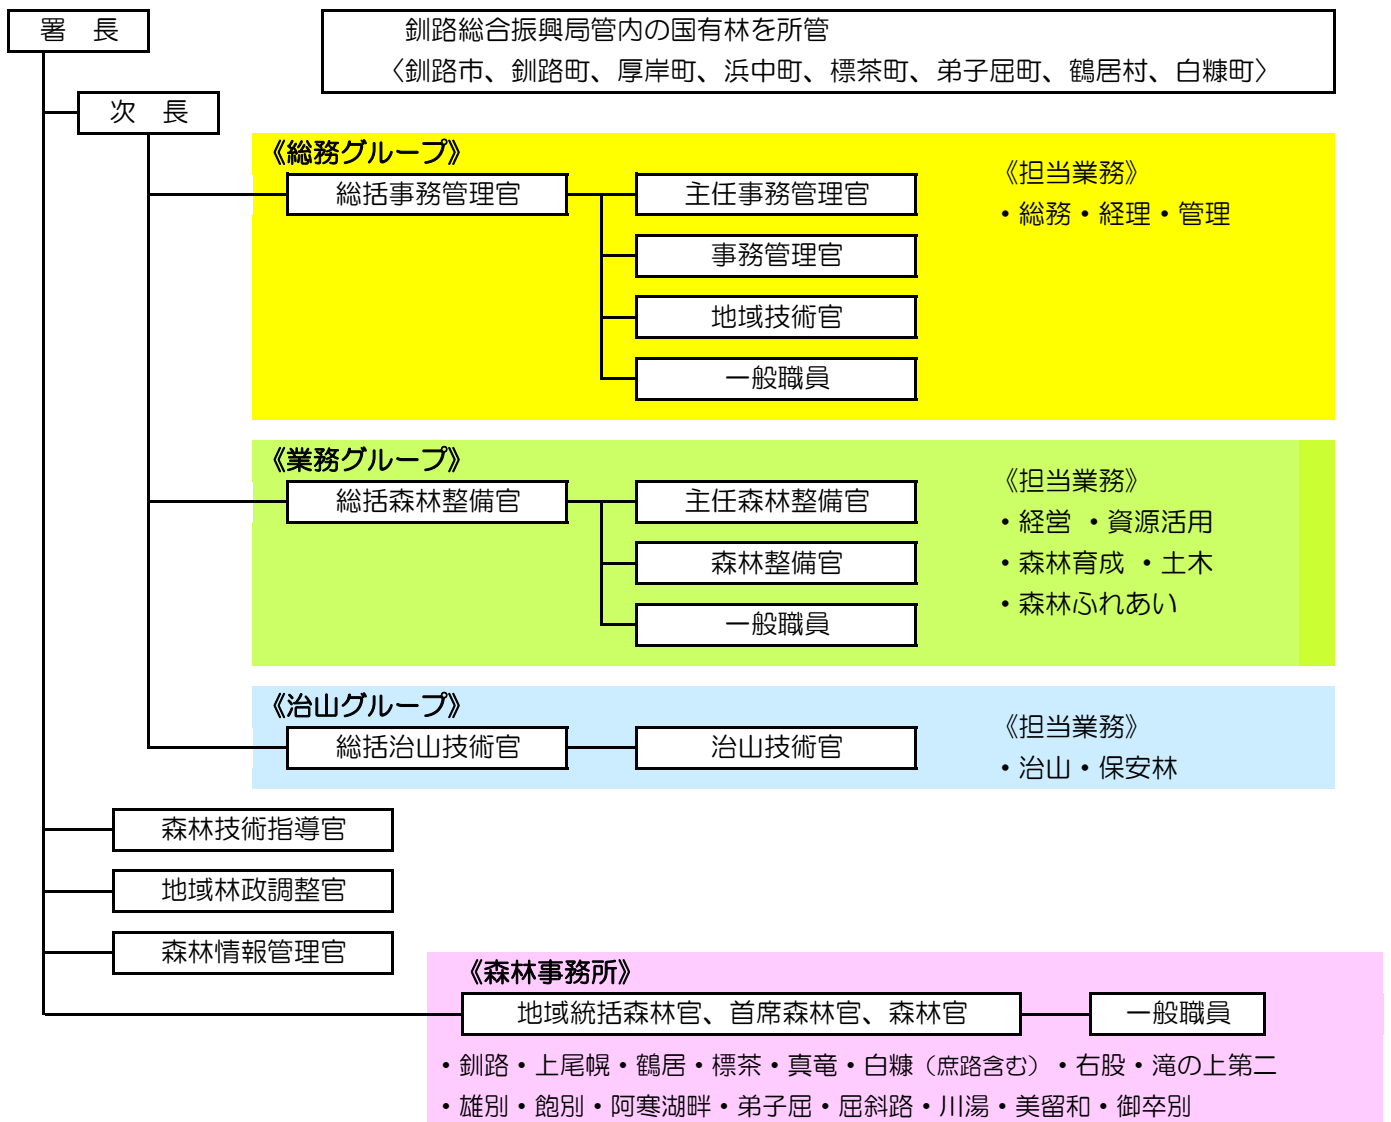 署　長
釧路総合振興局管内の国有林を所管
〈釧路市、釧路町、厚岸町、浜中町、標茶町、弟子屈町、鶴居村、白糠町〉
次　長
《総務グループ》
総括事務管理官
主任事務管理官
事務管理官
地域技術官
一般職員
《担当業務》
・総務・経理・管理
《業務グループ》
総括森林整備官
主任森林整備官
森林整備官
一般職員
《担当業務》
・経営 ・資源活用
・森林育成 ・土木
・森林ふれあい
《治山グループ》
総括治山技術官
治山技術官
《担当業務》
・治山・保安林
森林技術指導官
地域林政調整官
森林情報管理官
《森林事務所》
地域統括森林官、首席森林官、森林官
一般職員
・釧路・上尾幌・鶴居・標茶・真竜・白糠（庶路含む）・右股・滝の上第二
・雄別・飽別・阿寒湖畔・弟子屈・屈斜路・川湯・美留和・御卒別